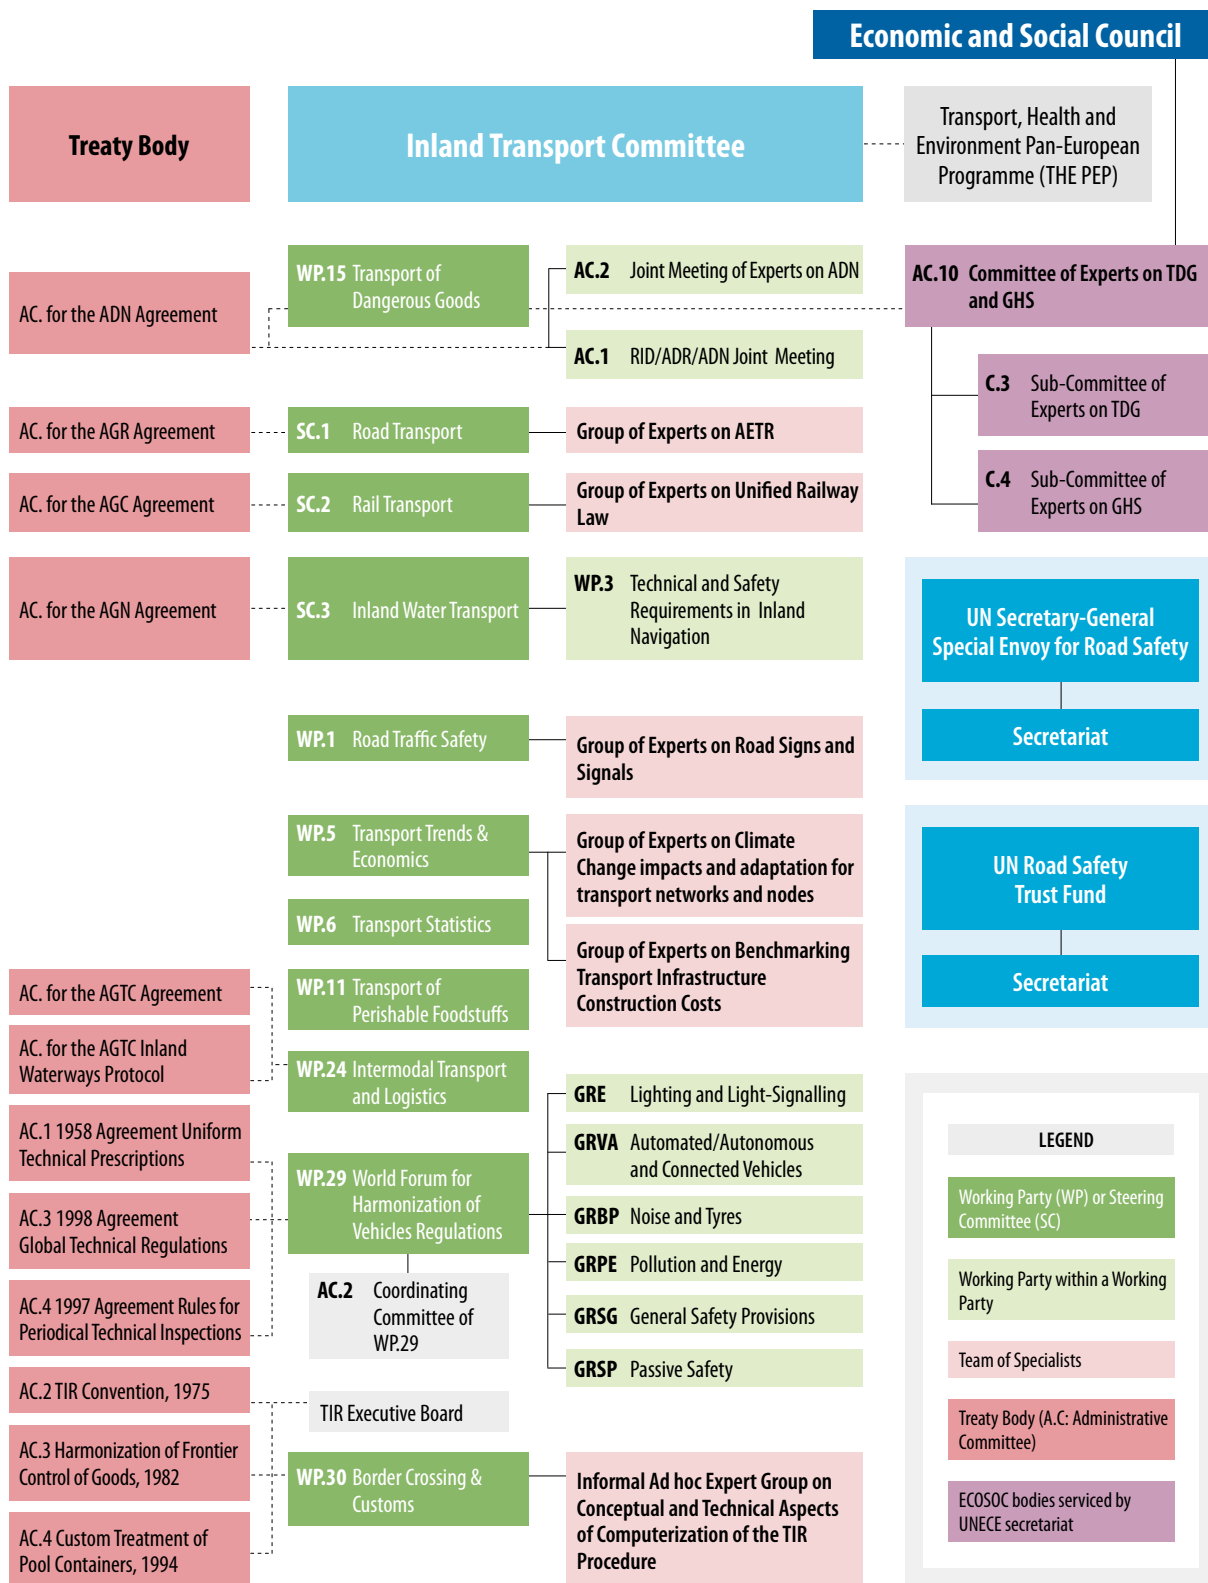 Economic and Social Council
Treaty Body
Inland Transport Committee
Transport, Health and
Environment Pan-European
Programme (THE PEP)
AC. for the ADN Agreement
WP.15 Transport of
Dangerous Goods
AC.2 Joint Meeting of Experts on ADN
AC.1 RID/ADR/ADN Joint Meeting
AC.10 Committee of Experts on TDG
and GHS
C.3 Sub-Committee of
Experts on TDG
C.4 Sub-Committee of
Experts on GHS
AC. for the AGR Agreement
SC.1 Road Transport
Group of Experts on AETR
AC. for the AGC Agreement
SC.2 Rail Transport
Group of Experts on Unified Railway
Law
AC. for the AGN Agreement
SC.3 Inland Water Transport
WP.3 Technical and Safety
Requirements in Inland
Navigation
UN Secretary-General
Special Envoy for Road Safety
Secretariat
WP.1 Road Traffic Safety
Group of Experts on Road Signs and
Signals
WP.5 Transport Trends &
Economics
Group of Experts on Climate
Change impacts and adaptation for
transport networks and nodes
WP.6 Transport Statistics
Group of Experts on Benchmarking
Transport Infrastructure
Construction Costs
UN Road Safety
Trust Fund
Secretariat
AC. for the AGTC Agreement
WP.11 Transport of
Perishable Foodstuffs
AC. for the AGTC Inland
Waterways Protocol
WP.24 Intermodal Transport
and Logistics
AC.1 1958 Agreement Uniform
Technical Prescriptions
AC.3 1998 Agreement
Global Technical Regulations
AC.4 1997 Agreement Rules for
Periodical Technical Inspections
WP.29 World Forum for
Harmonization of
Vehicles Regulations
AC.2 Coordinating
Committee of
WP.29
GRE Lighting and Light-Signalling
GRVA Automated/Autonomous
and Connected Vehicles
GRBP Noise and Tyres
GRPE Pollution and Energy
GRSG General Safety Provisions
GRSP Passive Safety
AC.2 TIR Convention, 1975
TIR Executive Board
AC.3 Harmonization of Frontier
Control of Goods, 1982
WP.30 Border Crossing &
Customs
AC.4 Custom Treatment of
Pool Containers, 1994
Informal Ad hoc Expert Group on
Conceptual and Technical Aspects
of Computerization of the TIR
Procedure
LEGEND
Working Party (WP) or Steering
Committee (SC)
Working Party within a Working
Party
Team of Specialists
Treaty Body (A.C: Administrative
Committee)
ECOSOC bodies serviced by
UNECE secretariat